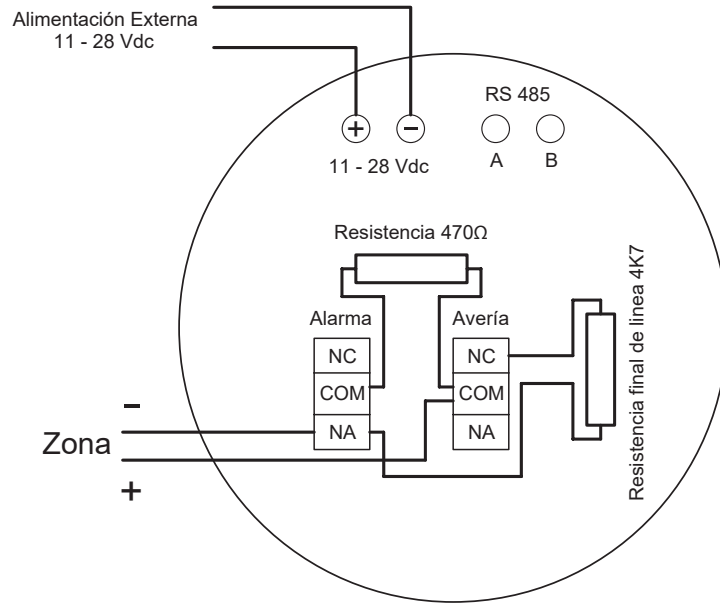 Alimentación Externa
11 - 28 Vdc
RS 485
+
−
A
B
11 - 28 Vdc
Resistencia 470Ω
Alarma
Avería
NC
COM
NA
NC
COM
NA
Resistencia final de linea 4K7
−
Zona
+